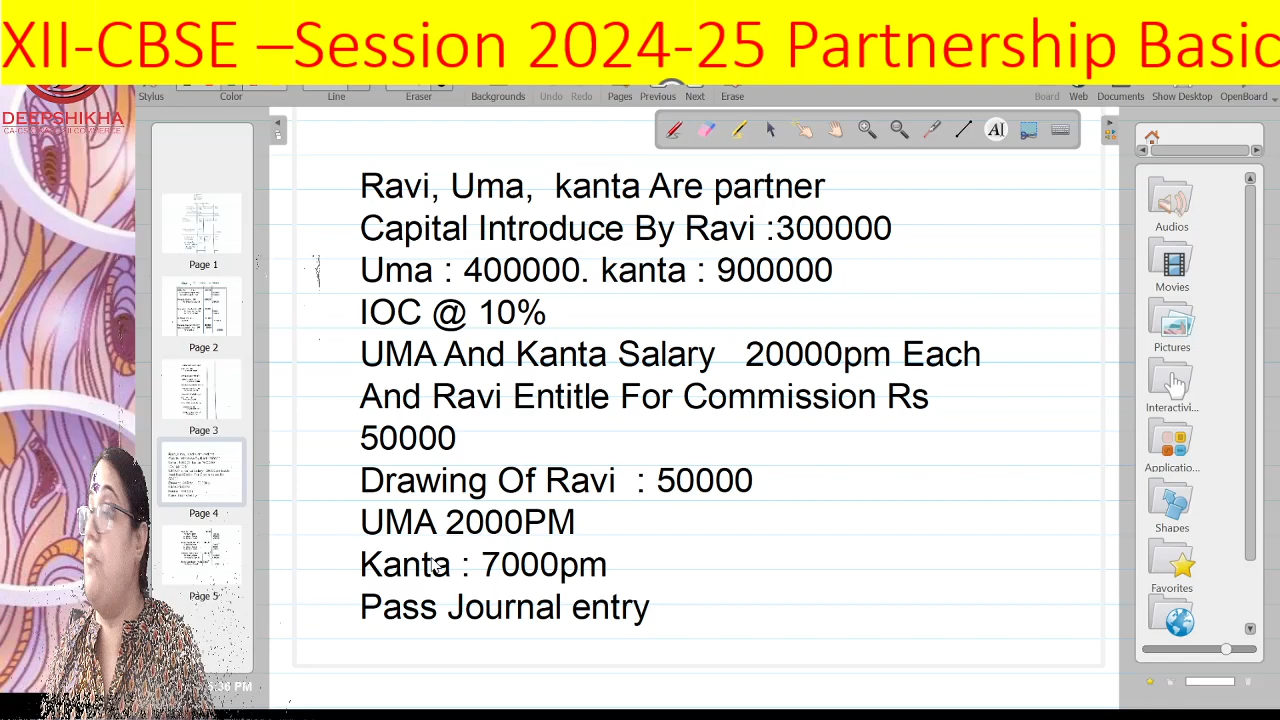 XII-CBSE –Session 2024-25 Partnership Basic
Stylus Color Line Eraser Backgrounds Undo Redo Pages Previous Next Erase Board Web Documents Show Desktop OpenBoard
DEEPSHIKHA
AI
Ravi, Uma, kanta Are partner
Capital Introduce By Ravi :300000
Uma : 400000. kanta : 900000
IOC @ 10%
UMA And Kanta Salary 20000pm Each
And Ravi Entitle For Commission Rs
50000
Drawing Of Ravi : 50000
UMA 2000PM
Kanta : 7000pm
Pass Journal entry
Page 1
Page 2
Page 3
Page 4
Page 5
Audios
Movies
Pictures
Interactivi...
Applicatio...
Shapes
Favorites
:36 PM